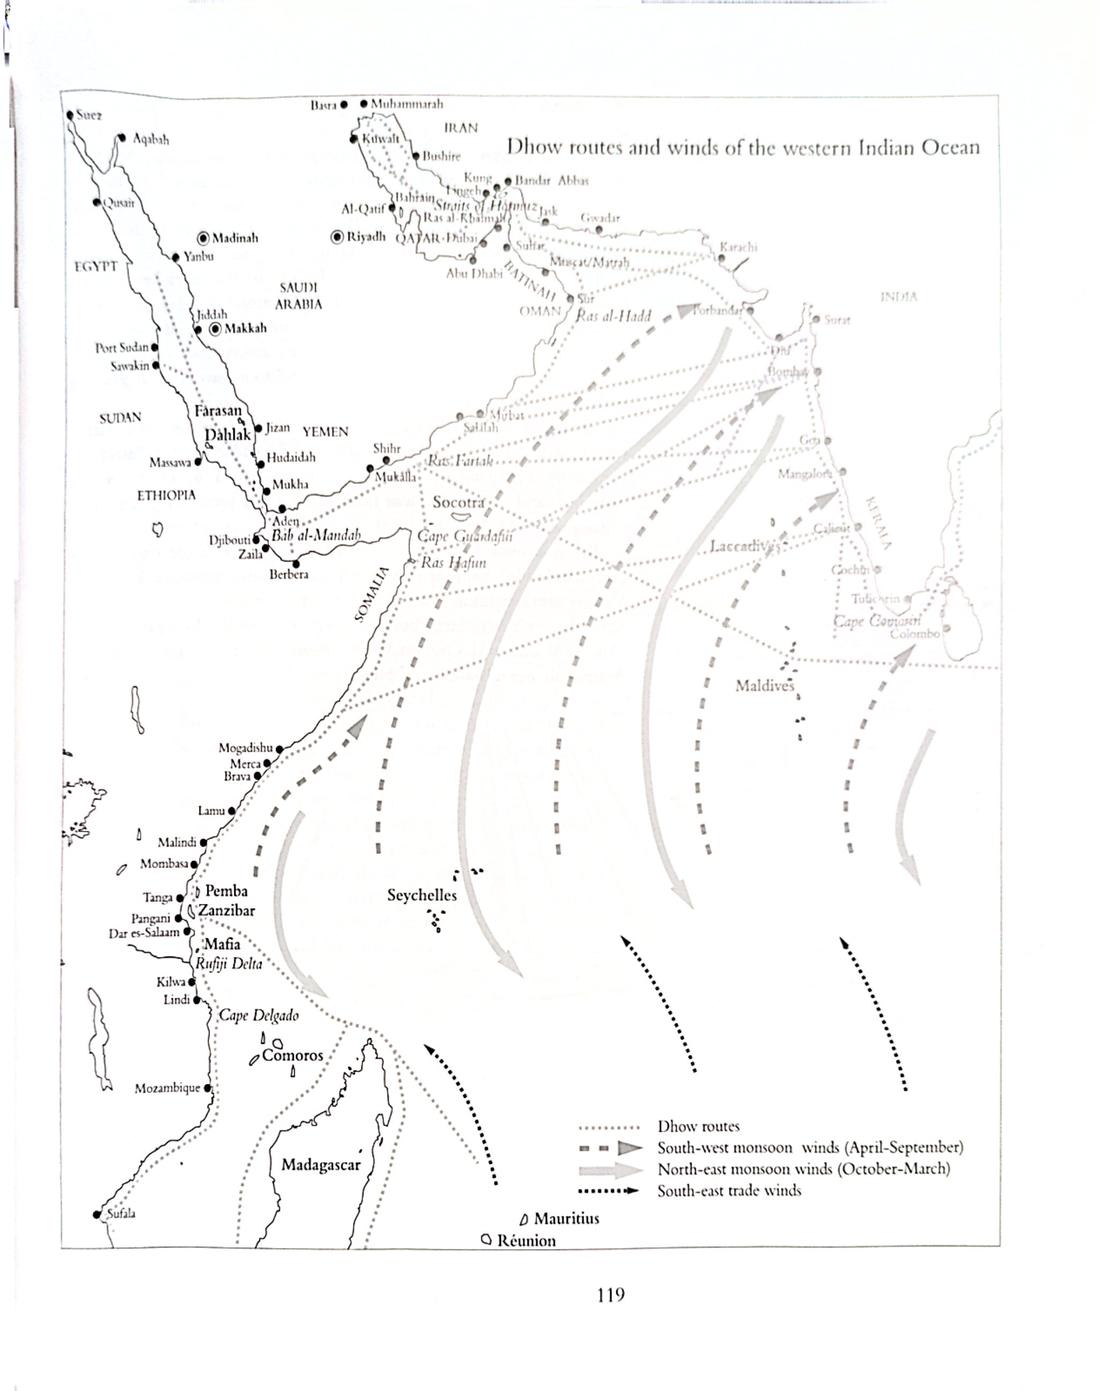 Dhow routes and winds of the western Indian Ocean
Suez
Aqabah
Basra
Muhammarah
IRAN
Kuwait
Bushire
Kung
Bandar Abbas
Lingeh
Qusair
Bahrain
Straits of Hormuz
Jask
Al-Qatif
Ras al-Khaimah
Gwadar
Madinah
Riyadh
QATAR
Dubai
Suhar
Karachi
Yanbu
Muscat/Matrah
EGYPT
Abu Dhabi
BATINAH
SAUDI
ARABIA
Sur
INDIA
OMAN
Ras al-Hadd
Porbandar
Jiddah
Makkah
Surat
Port Sudan
Diu
Sawakin
Bombay
Farasan
SUDAN
Mirbat
Salalah
Dahlak
Jizan
YEMEN
Goa
Shihr
Massawa
Hudaidah
Ras Fartak
Mukalla
Mangalore
Mukha
ETHIOPIA
Socotra
KERALA
Aden
Calicut
Djibouti
Bab al-Mandab
Cape Guardafui
Laccadives
Zaila
Ras Hafun
Berbera
Cochin
SOMALIA
Tuticorin
Cape Comorin
Colombo
Maldives
Mogadishu
Merca
Brava
Lamu
Malindi
Mombasa
Pemba
Seychelles
Tanga
Zanzibar
Pangani
Dar es-Salaam
Mafia
Rufiji Delta
Kilwa
Lindi
Cape Delgado
Comoros
Mozambique
Madagascar
Sufala
Mauritius
Réunion
Dhow routes
South-west monsoon winds (April-September)
North-east monsoon winds (October-March)
South-east trade winds
119